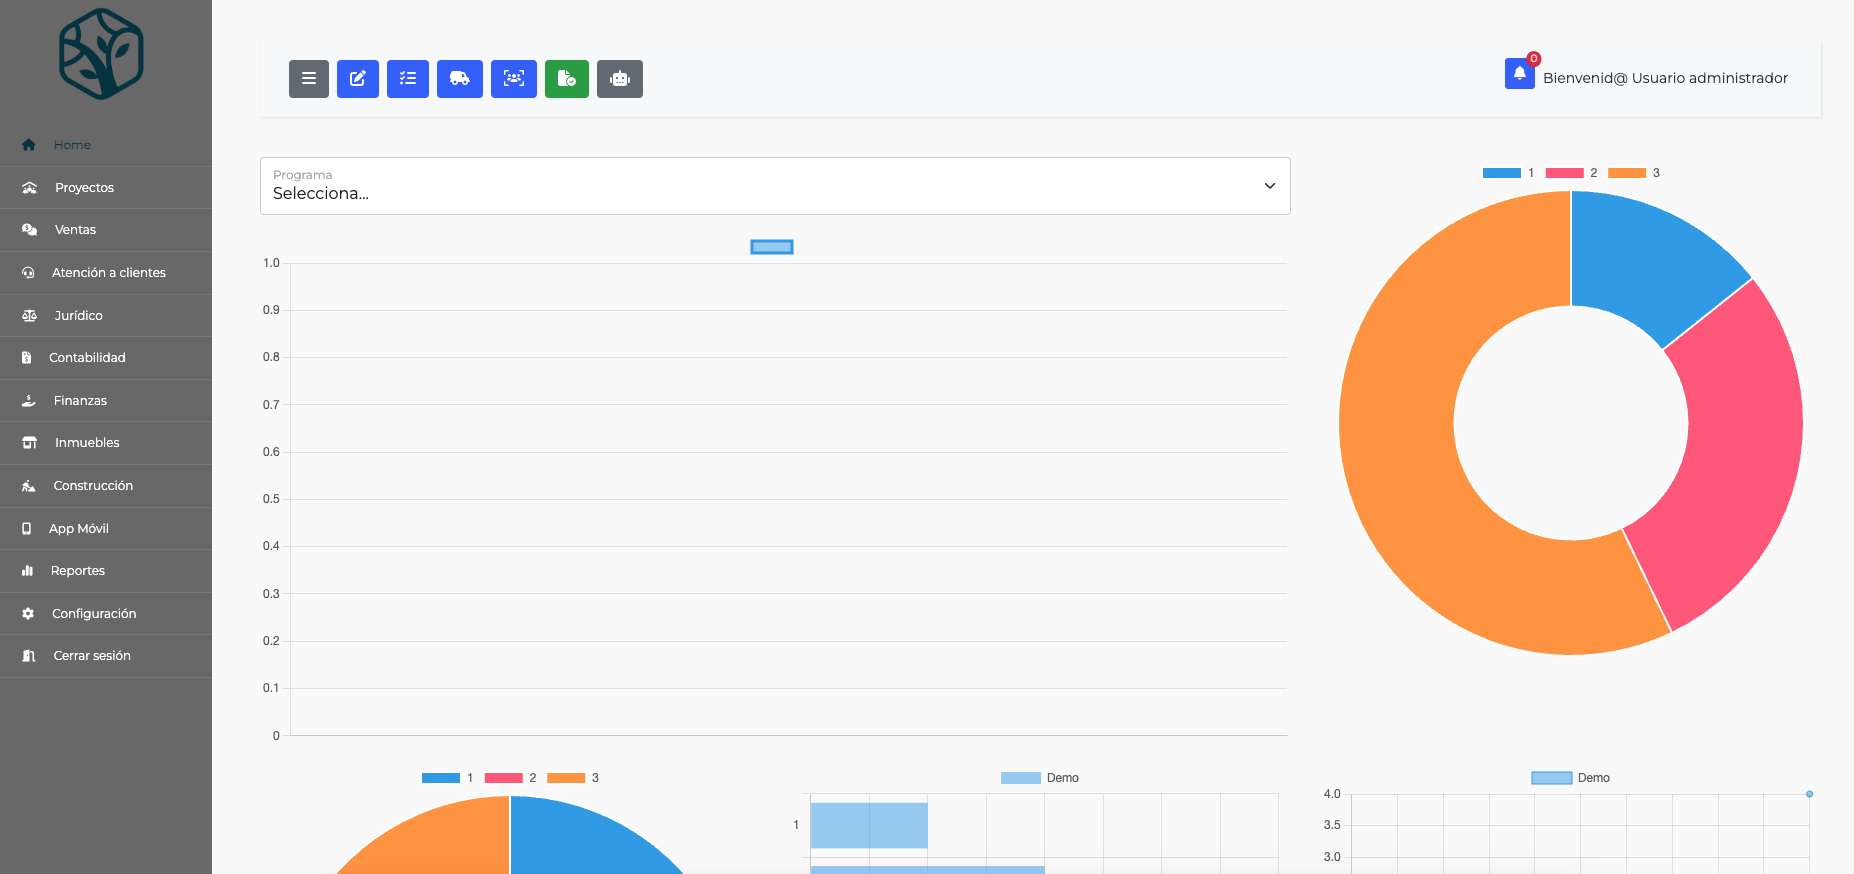 0
Bienvenid@ Usuario administrador
Home
Proyectos
Ventas
Atención a clientes
Jurídico
Contabilidad
Finanzas
Inmuebles
Construcción
App Móvil
Reportes
Configuración
Cerrar sesión
Programa
Selecciona...
1.0
0.9
0.8
0.7
0.6
0.5
0.4
0.3
0.2
0.1
0
1 2 3
1 2 3
Demo
1
Demo
4.0
3.5
3.0